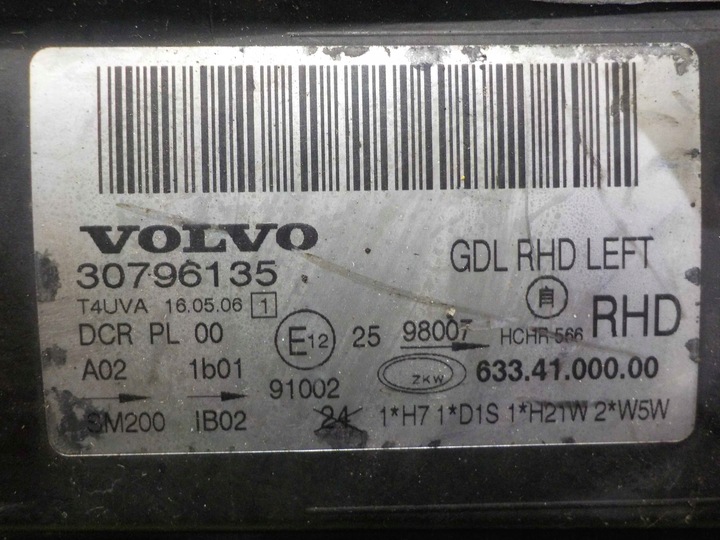 VOLVO
30796135
GDL RHD LEFT
T4UVA 16.05.06 1
自
HCHR 566
RHD
DCR PL 00
E12
25
98007
A02
1b01
91002
ZKW
633.41.000.00
SM200
IB02
24
1*H7 1*D1S 1*H21W 2*W5W